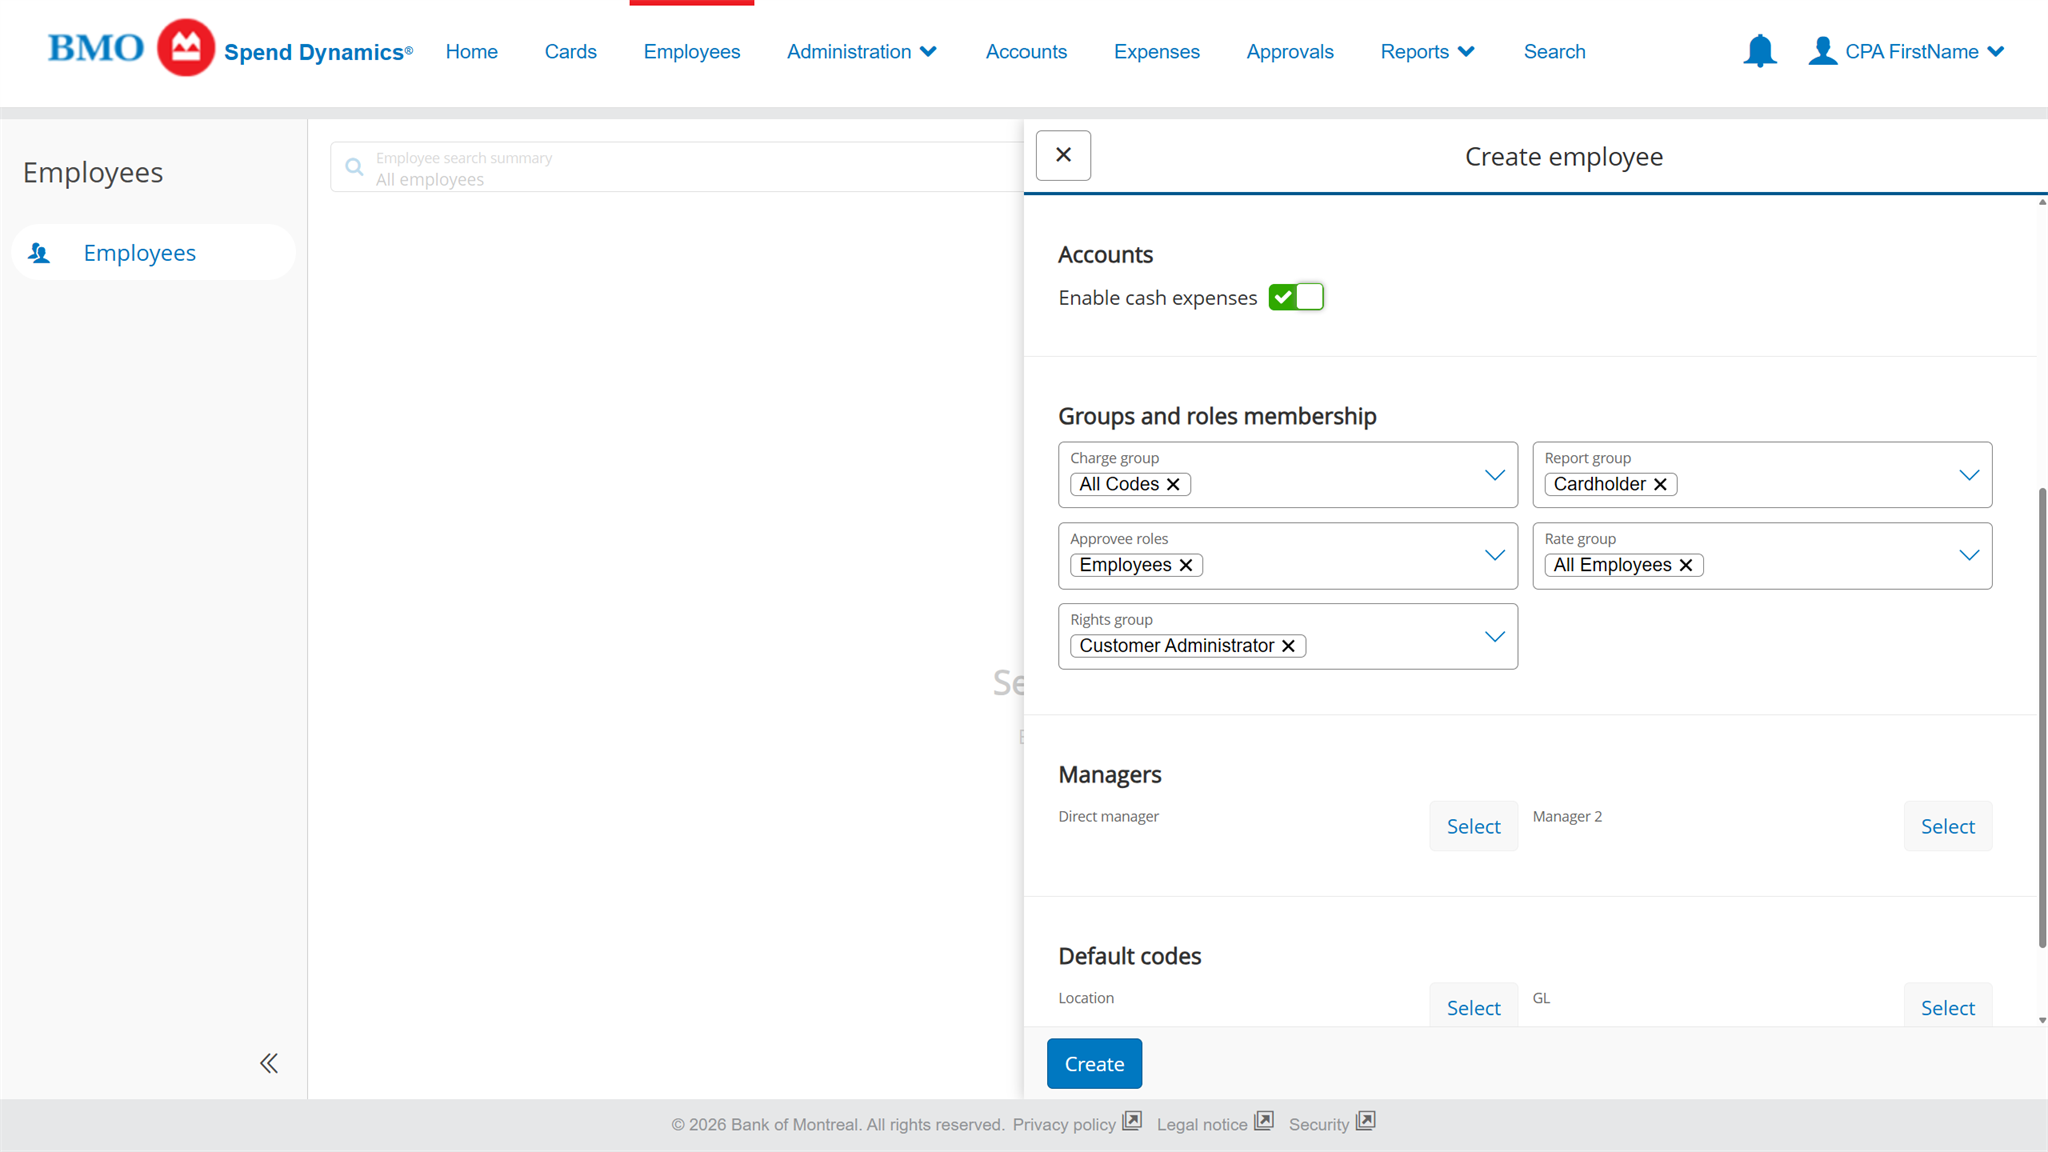 BMO Spend Dynamics® Home Cards Employees Administration Accounts Expenses Approvals Reports Search CPA FirstName
Employees
Employees
Employee search summary
All employees
Se
Create employee
Accounts
Enable cash expenses
Groups and roles membership
Charge group
All Codes
Report group
Cardholder
Approvee roles
Employees
Rate group
All Employees
Rights group
Customer Administrator
Managers
Direct manager
Select
Manager 2
Select
Default codes
Location
Select
GL
Select
Create
© 2026 Bank of Montreal. All rights reserved. Privacy policy Legal notice Security